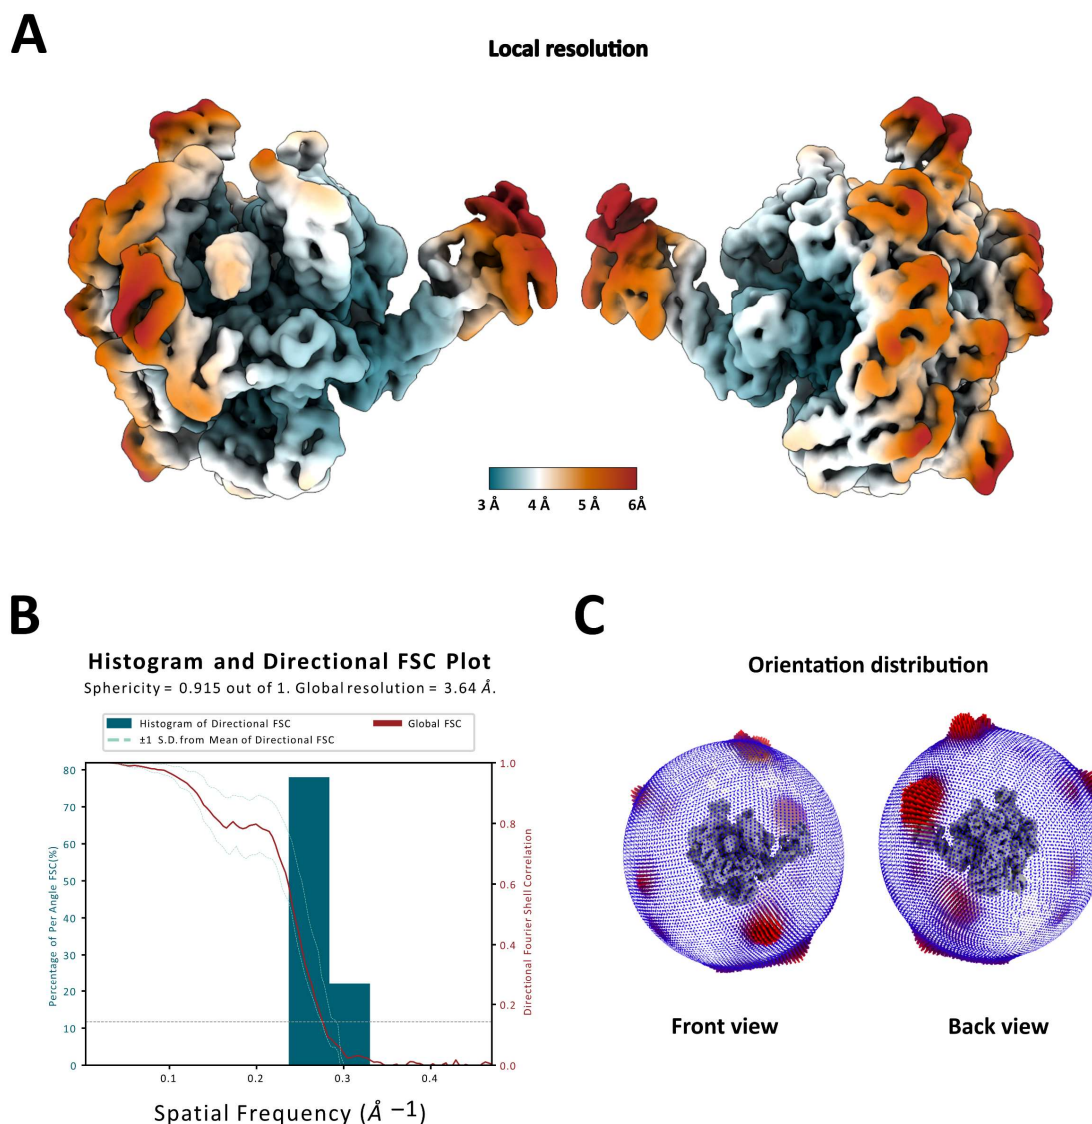 A
Local resolution
3 Å 4 Å 5 Å 6Å
B
Histogram and Directional FSC Plot
Sphericity = 0.915 out of 1. Global resolution = 3.64 Å.
Histogram of Directional FSC Global FSC
±1 S.D. from Mean of Directional FSC
Percentage of Per Angle FSC(%)
80
70
60
50
40
30
20
10
0
1.0
0.8
0.6
0.4
0.2
0.0
Directional Fourier Shell Correlation
0.1 0.2 0.3 0.4
Spatial Frequency (Å −1)
C
Orientation distribution
Front view Back view